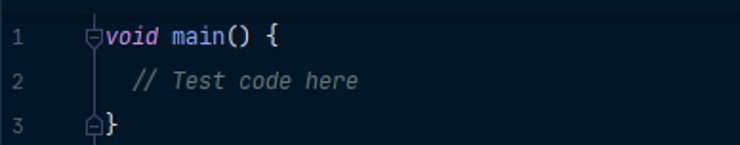 1 void main() {
2 // Test code here
3 }